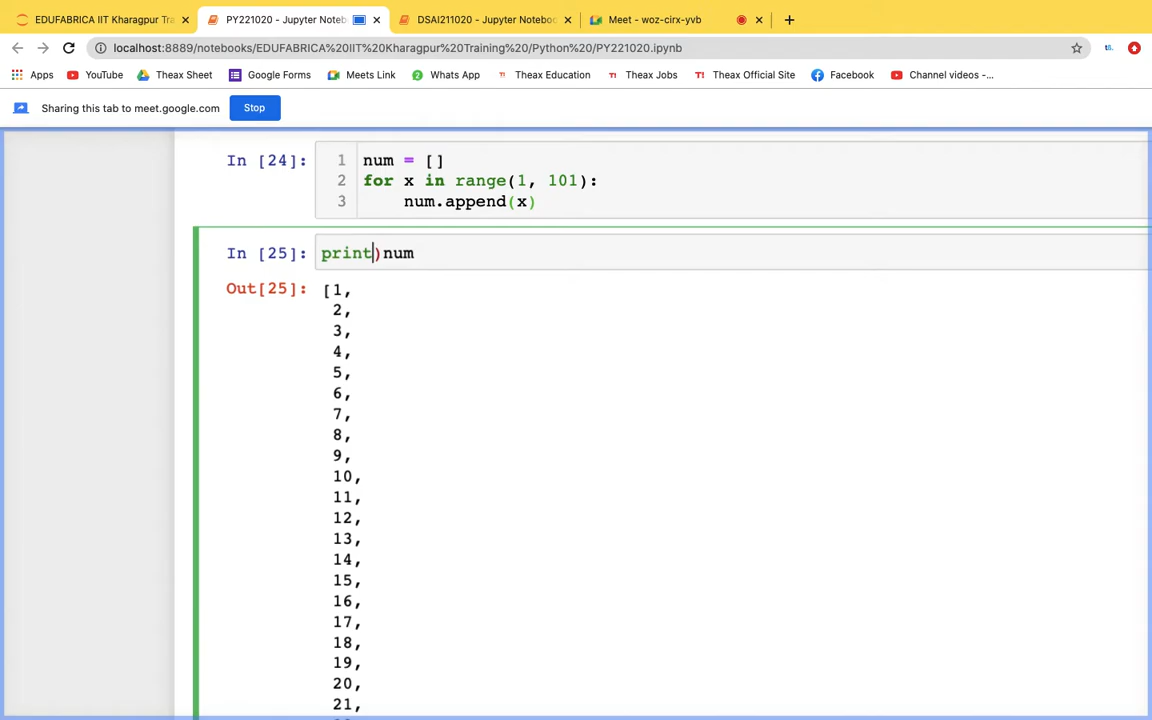 EDUFABRICA IIT Kharagpur Tra
PY221020 - Jupyter Noteb
DSAI211020 - Jupyter Noteboo
Meet - woz-cirx-yvb
localhost:8889/notebooks/EDUFABRICA%20IIT%20Kharagpur%20Training%20/Python%20/PY221020.ipynb
Apps YouTube Theax Sheet Google Forms Meets Link Whats App Theax Education Theax Jobs Theax Official Site Facebook Channel videos -...
Sharing this tab to meet.google.com Stop
In [24]: 1 num = []
2 for x in range(1, 101):
3 num.append(x)
In [25]: print)num
Out[25]: [1,
2,
3,
4,
5,
6,
7,
8,
9,
10,
11,
12,
13,
14,
15,
16,
17,
18,
19,
20,
21,